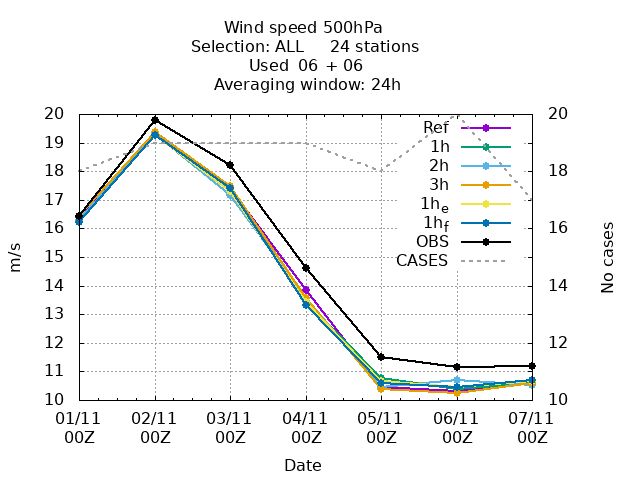 Wind speed 500hPa
Selection: ALL 24 stations
Used 06 + 06
Averaging window: 24h
20 20
Ref
19
1h
18 2h 18
3h
17
1he
1hf
16 16
OBS
15
CASES
14 14
13
12 12
11
10 10
m/s
No cases
01/11 02/11 03/11 04/11 05/11 06/11 07/11
00Z 00Z 00Z 00Z 00Z 00Z 00Z
Date